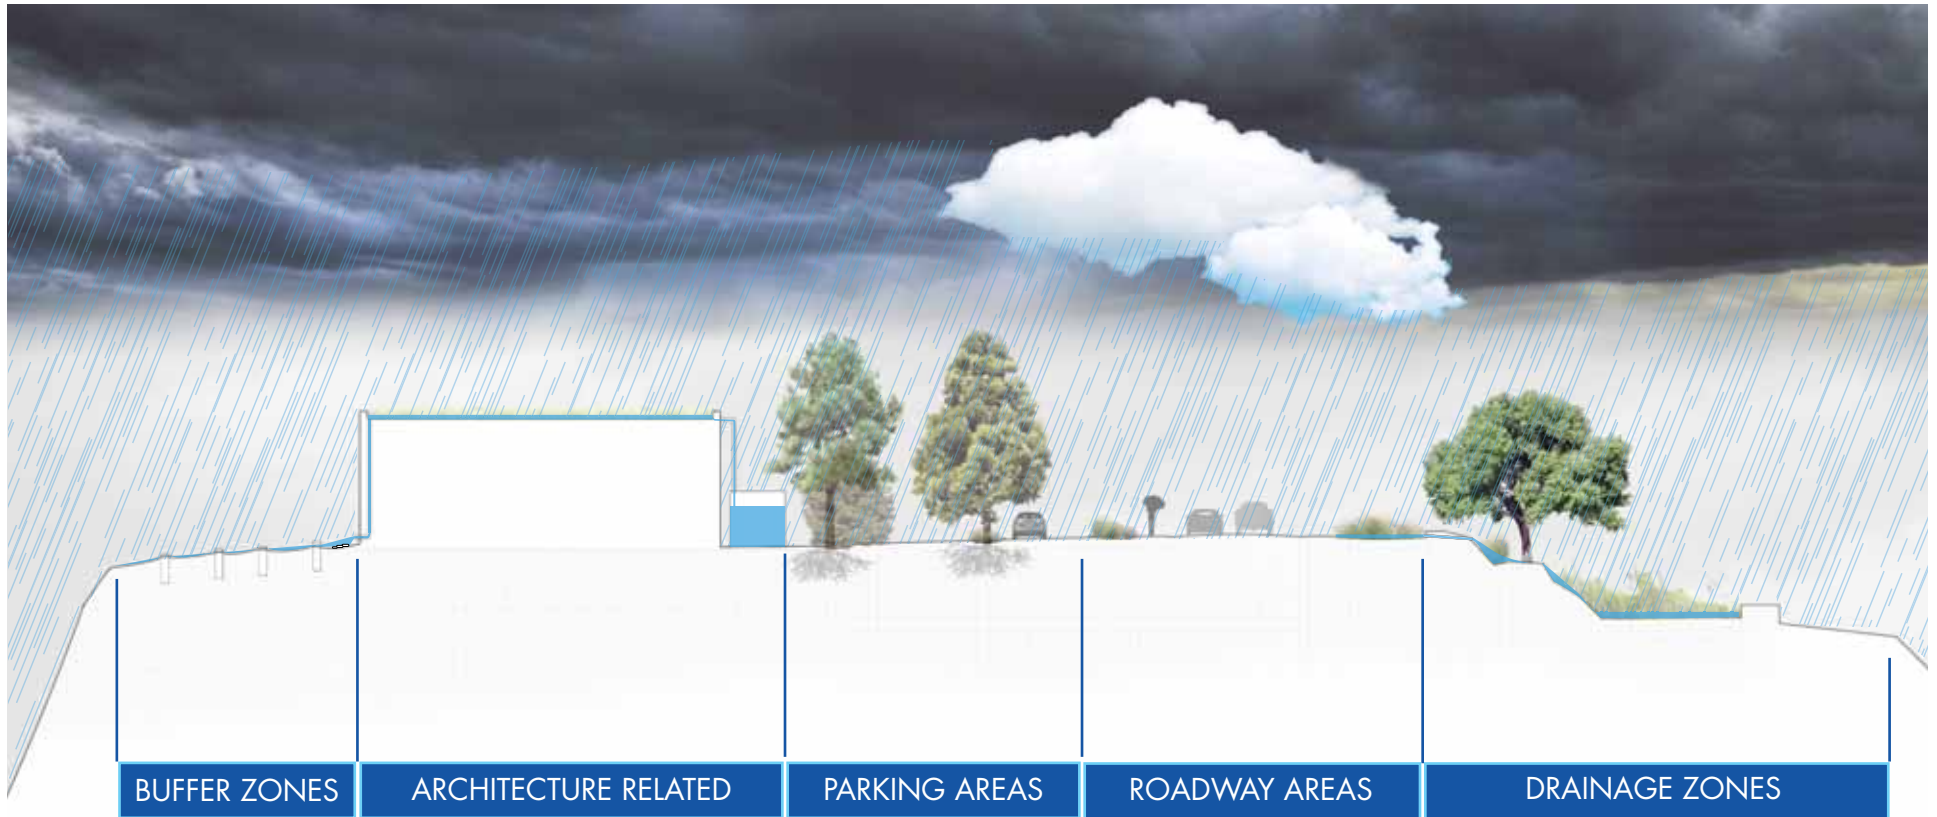 BUFFER ZONES
ARCHITECTURE RELATED
PARKING AREAS
ROADWAY AREAS
DRAINAGE ZONES